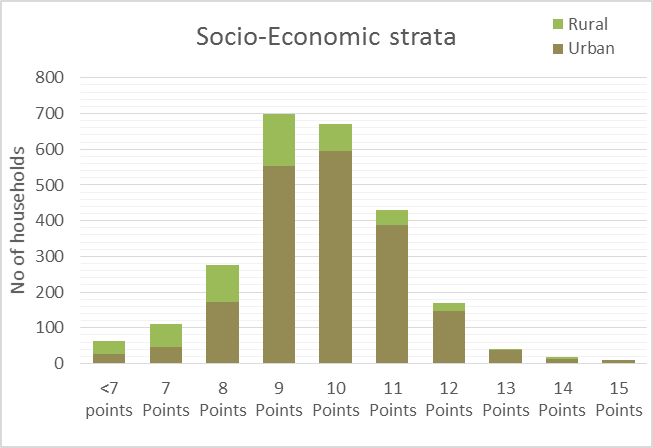 Socio-Economic strata
Rural
Urban
No of households
800
700
600
500
400
300
200
100
0
<7 points
7 Points
8 Points
9 Points
10 Points
11 Points
12 Points
13 Points
14 Points
15 Points